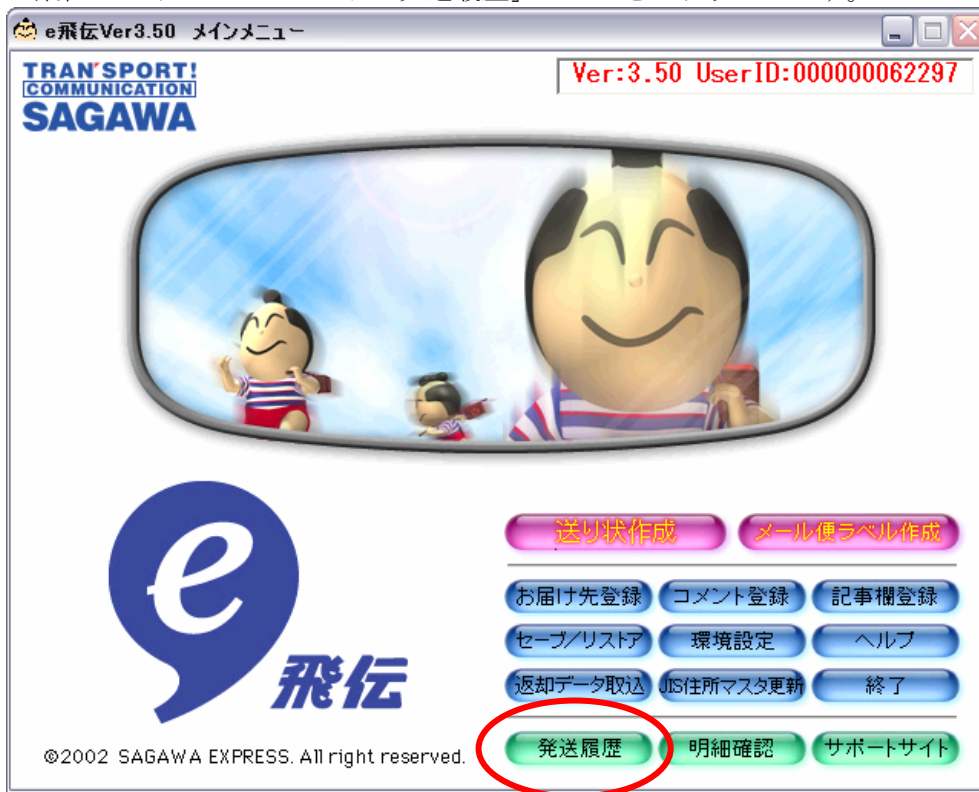 e飛伝Ver3.50 メインメニュー
TRAN'SPORT!
COMMUNICATION
SAGAWA
Ver:3.50 UserID:000000062297
e
飛伝
送り状作成 メール便ラベル作成
お届け先登録 コメント登録 記事欄登録
セーブ/リストア 環境設定 ヘルプ
返却データ取込 JIS住所マスタ更新 終了
発送履歴 明細確認 サポートサイト
©2002 SAGAWA EXPRESS. All right reserved.